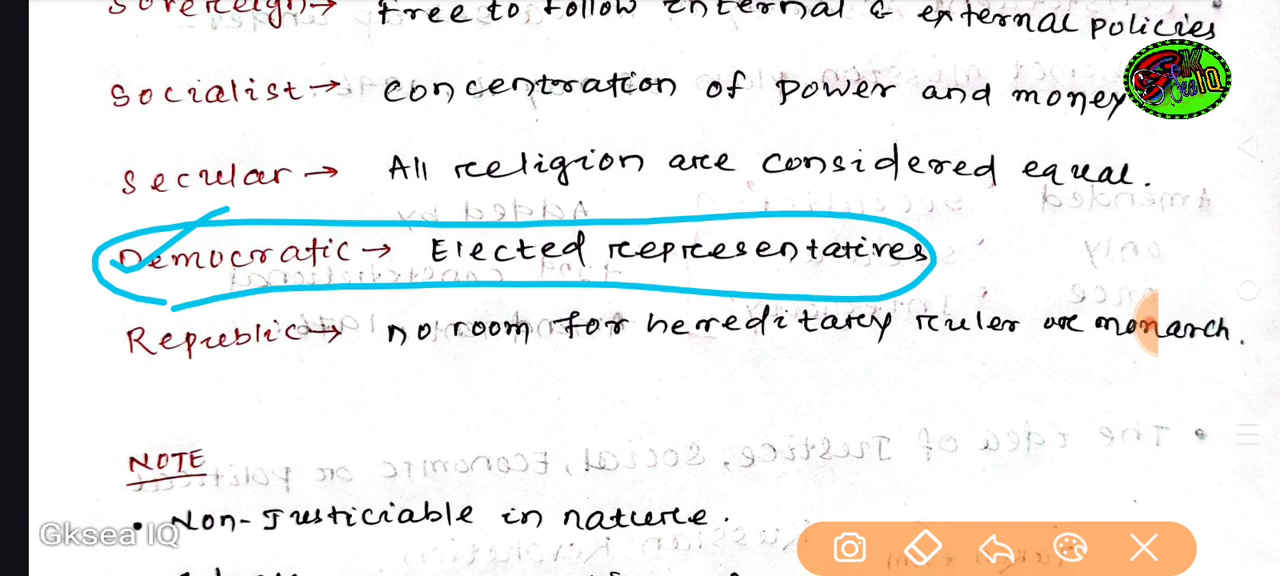 Sovereign → Free to follow internal & external policies
Socialist → concentration of power and money
Secular → All religion are considered equal.
Democratic → Elected representatives
Republic → no room for hereditary ruler or monarch.
NOTE
• Non-Justiciable in nature.
Gksea IQ